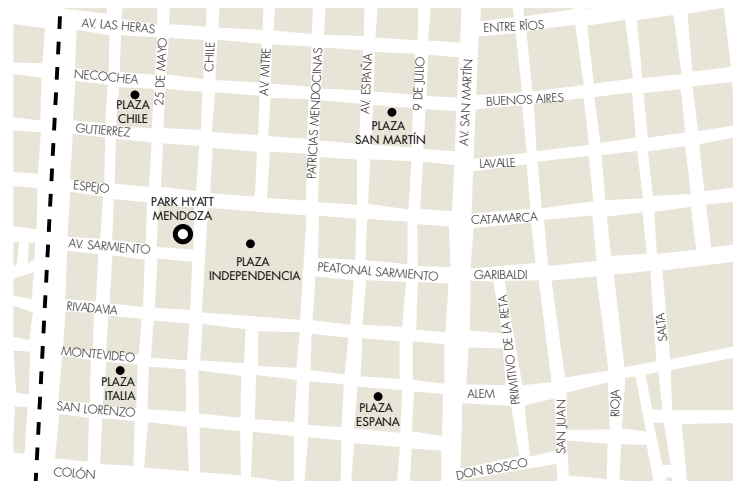 AV. LAS HERAS
ENTRE RÍOS
25 DE MAYO
CHILE
AV. MITRE
PATRICIAS MENDOCINAS
AV. ESPAÑA
9 DE JULIO
AV. SAN MARTÍN
NECOCHEA
BUENOS AIRES
PLAZA
CHILE
PLAZA
SAN MARTÍN
GUTIERREZ
LAVALLE
ESPEJO
PARK HYATT
MENDOZA
CATAMARCA
AV. SARMIENTO
PLAZA
INDEPENDENCIA
PEATONAL SARMIENTO
GARIBALDI
RIVADAVIA
PRIMITIVO DE LA RETA
SALTA
MONTEVIDEO
PLAZA
ITALIA
ALEM
RIOJA
SAN LORENZO
PLAZA
ESPANA
SAN JUAN
COLÓN
DON BOSCO